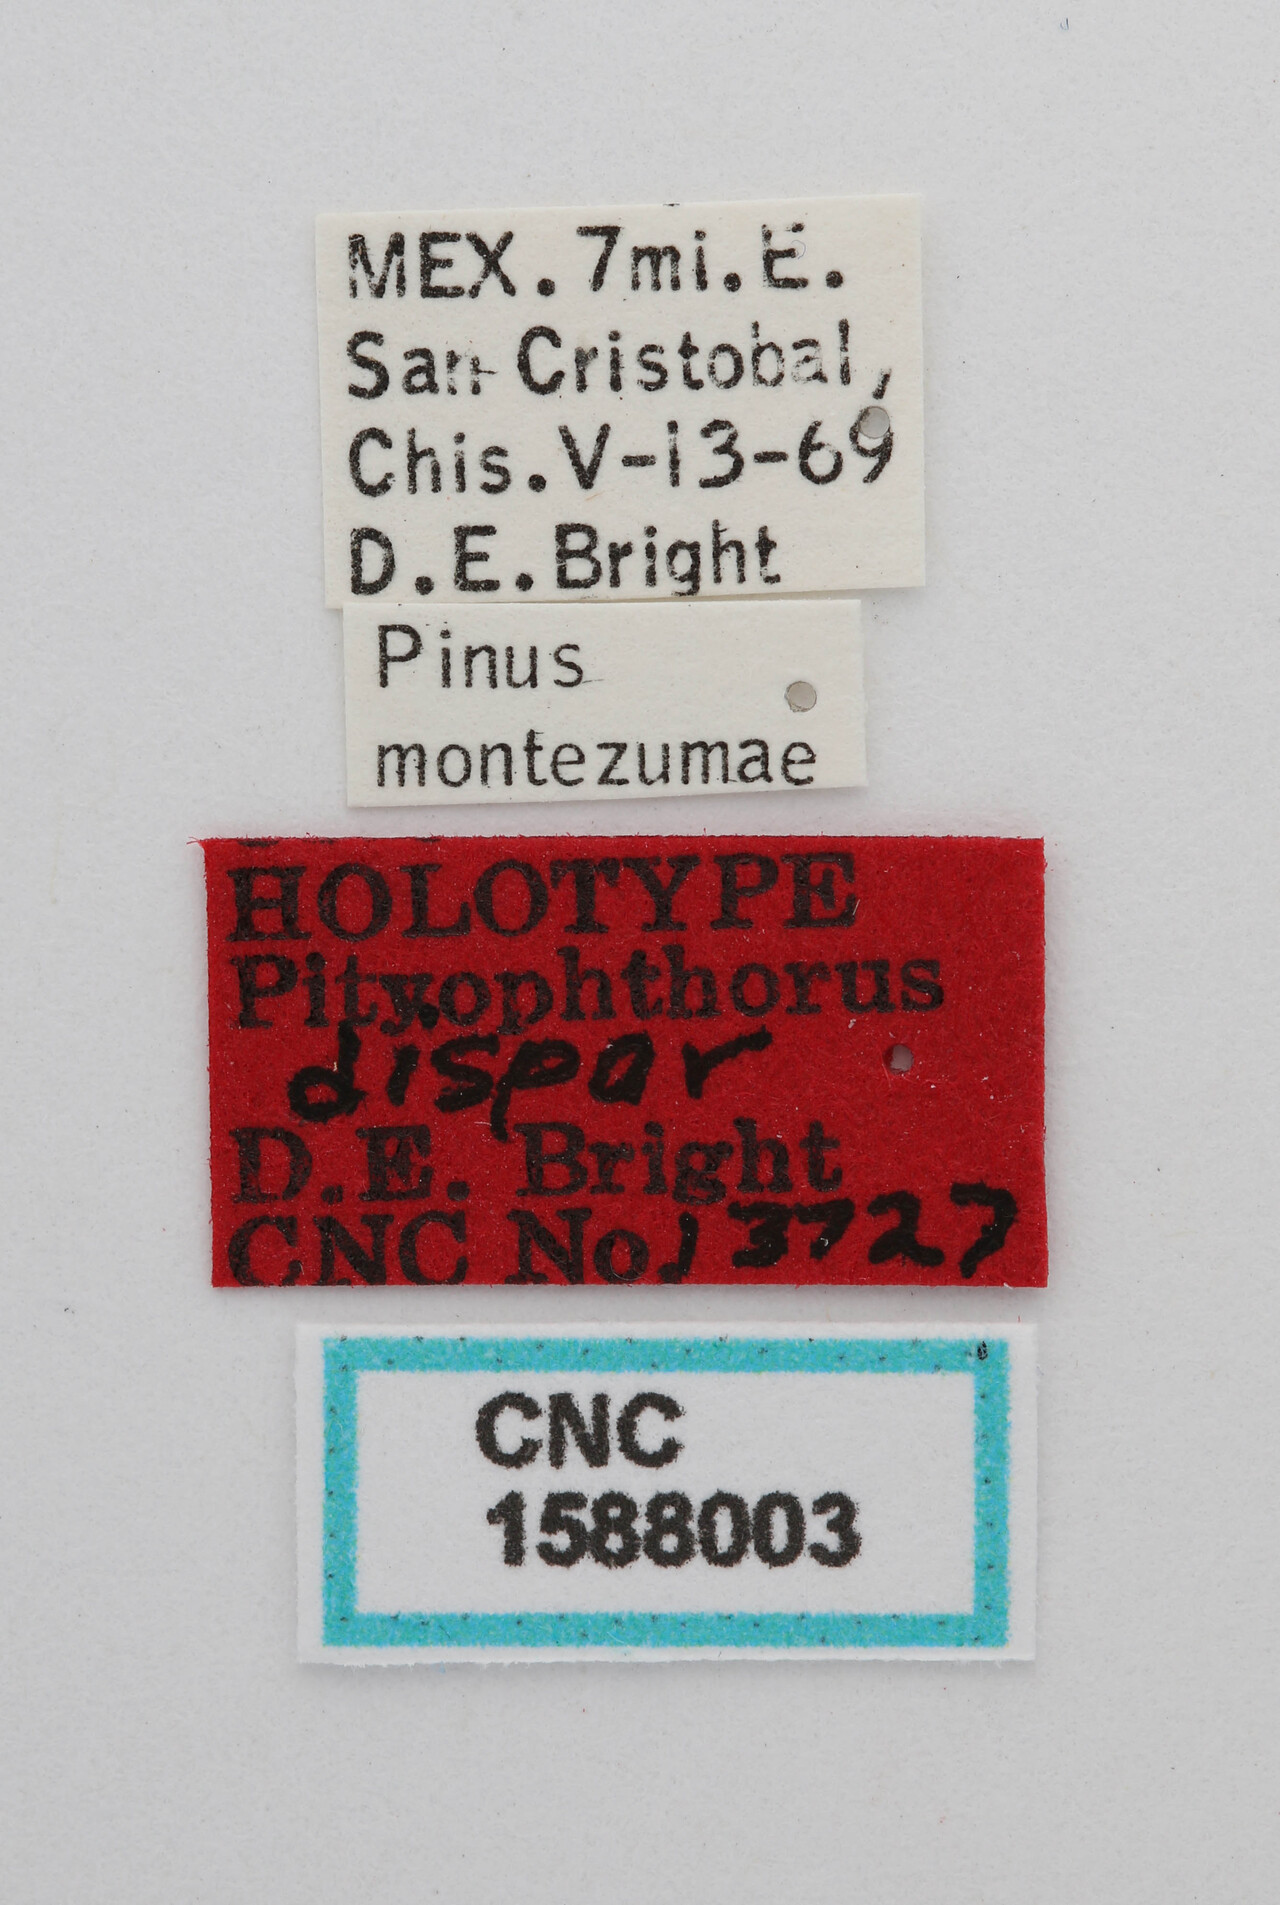 MEX. 7mi. E.
San Cristobal,
Chis. V-13-69
D. E. Bright
Pinus
montezumae
HOLOTYPE
Pityophthorus
dispar
D.E. Bright
CNC No. 13727
CNC
1588003